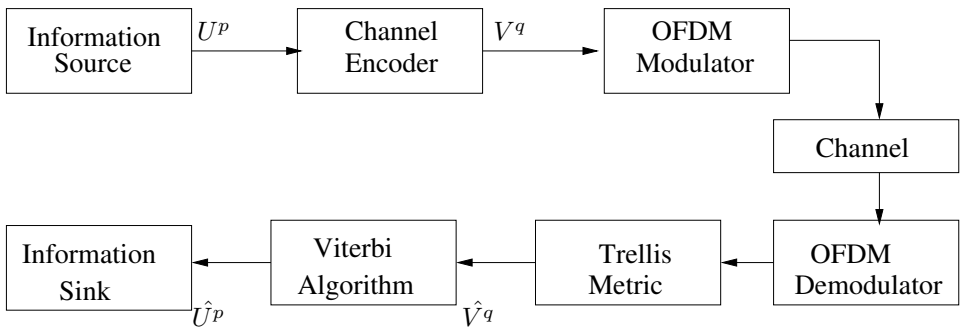 Information
Source
U^p
Channel
Encoder
V^q
OFDM
Modulator
Channel
OFDM
Demodulator
Trellis
Metric
V̂^q
Viterbi
Algorithm
Û^p
Information
Sink